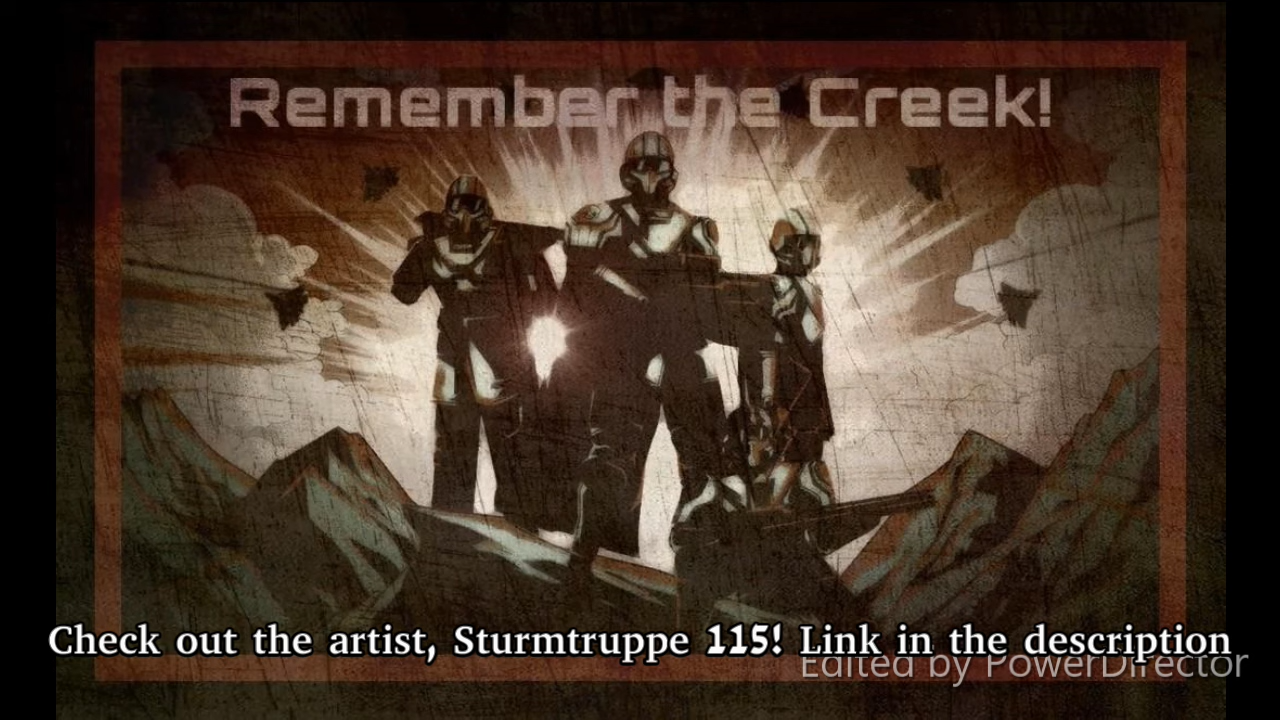 Remember the Creek!
Check out the artist, Sturmtruppe 115! Link in the description
Edited by PowerDirector